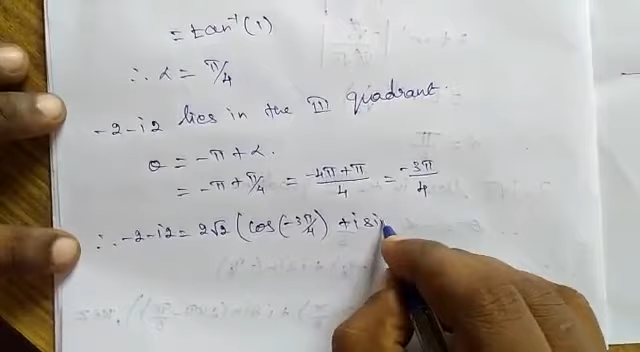 = tan⁻¹(1)
∴ α = π/4
-2-i2 lies in the III quadrant.
θ = -π + α.
= -π + π/4 = -4π+π/4 = -3π/4
∴ -2-i2 = 2√2 (cos(-3π/4) + i si